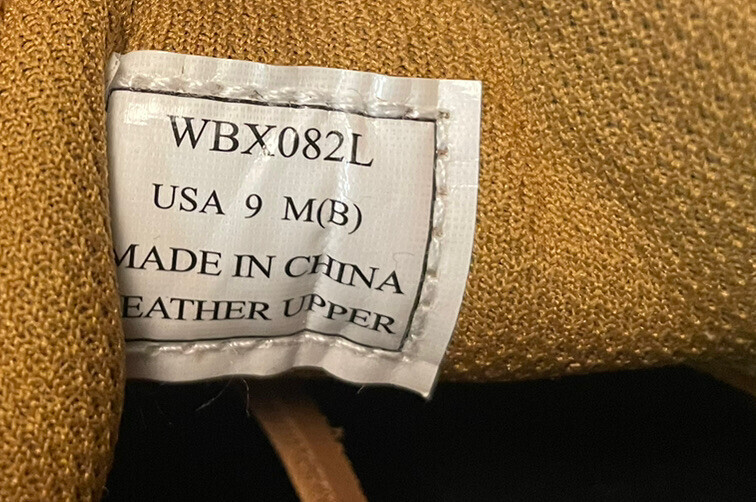 WBX082L
USA 9 M(B)
MADE IN CHINA
EATHER UPPER